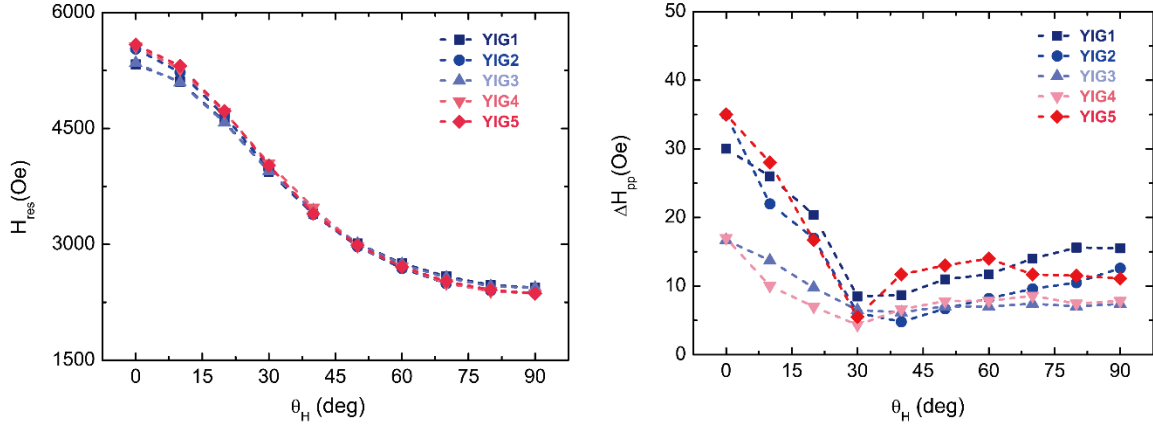 6000
4500
3000
1500
H_res(Oe)
YIG1
YIG2
YIG3
YIG4
YIG5
0 15 30 45 60 75 90
θ_H (deg)
50
40
30
20
10
0
ΔH_pp(Oe)
YIG1
YIG2
YIG3
YIG4
YIG5
0 15 30 45 60 75 90
θ_H (deg)